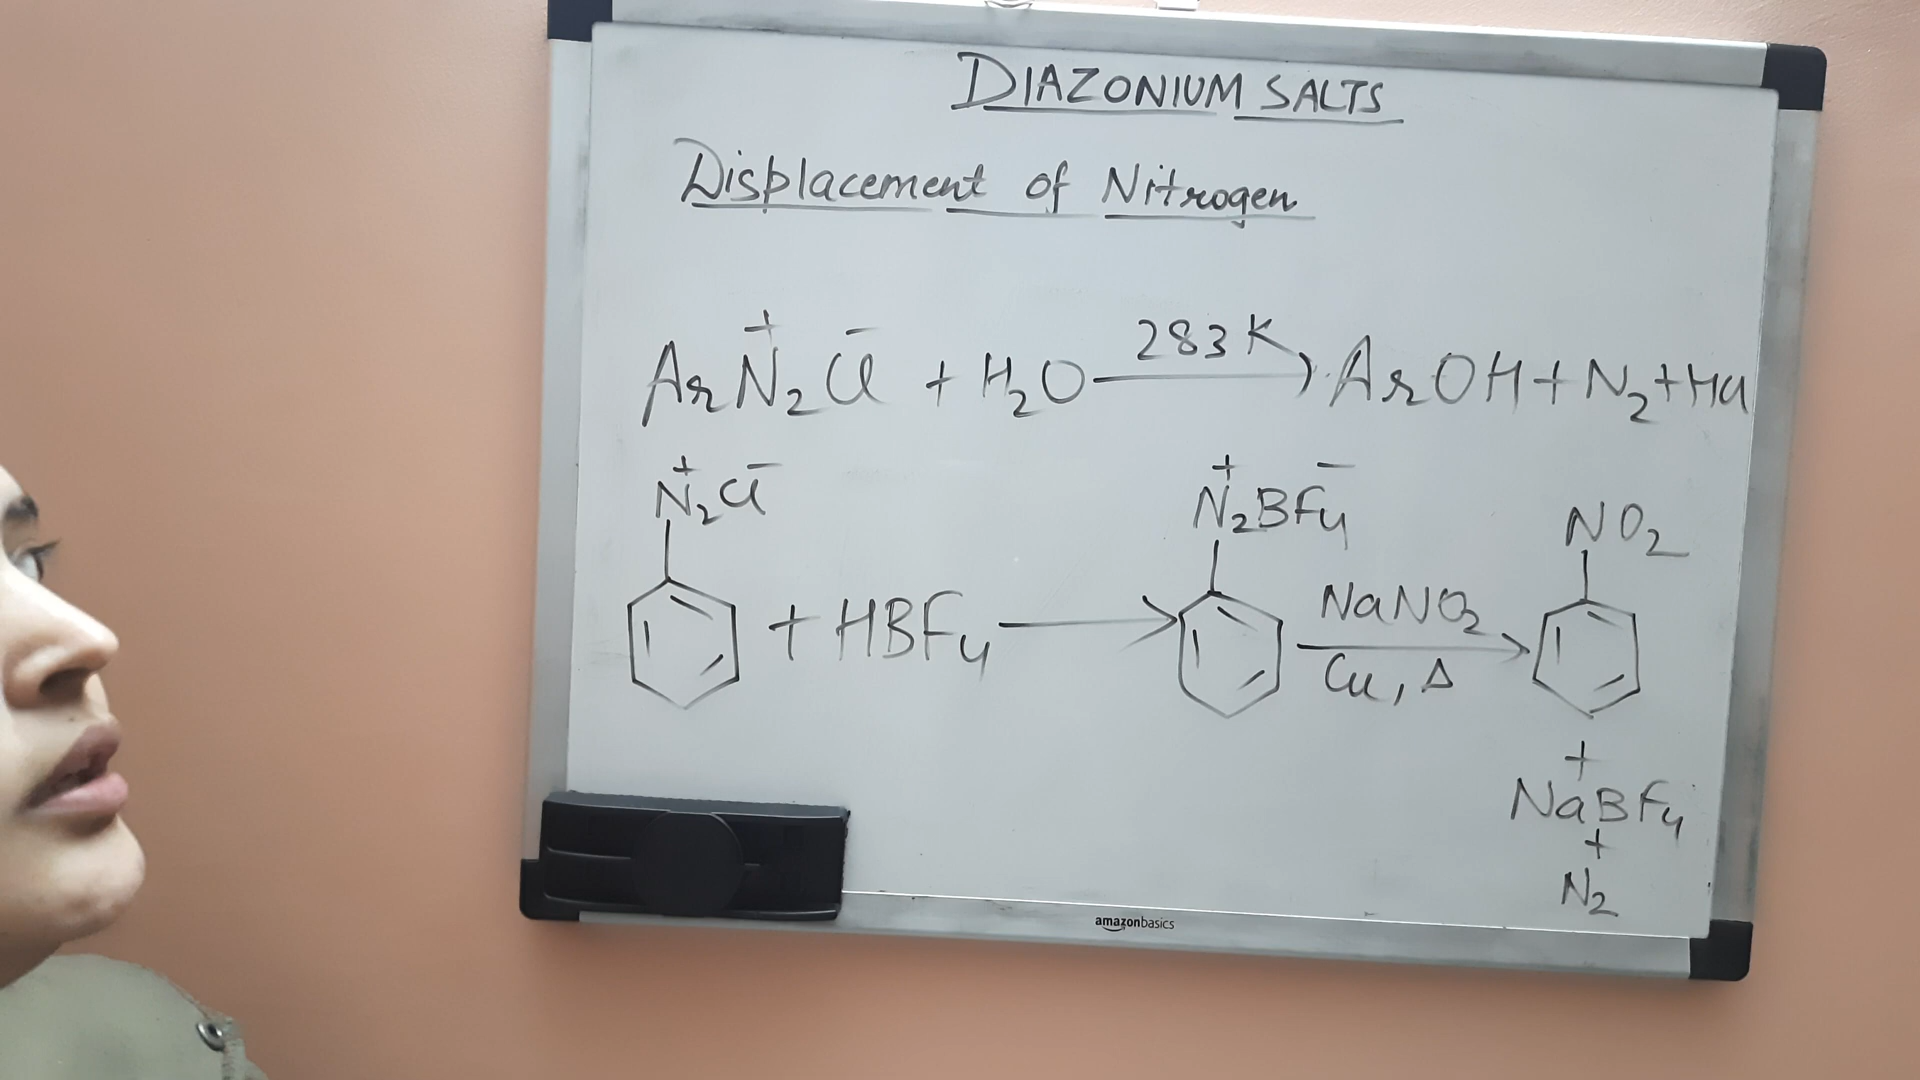 DIAZONIUM SALTS
Displacement of Nitrogen
ArN₂⁺Cl⁻ + H₂O 283 K → ArOH + N₂ + HCl
N₂⁺Cl⁻ + HBF₄ → N₂⁺BF₄⁻ NaNO₂ Cu, Δ → NO₂
+
NaBF₄
+
N₂
amazonbasics